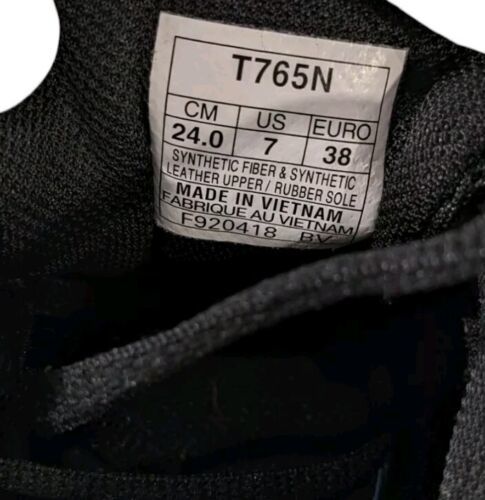 T765N
CM US EURO
24.0 7 38
SYNTHETIC FIBER & SYNTHETIC
LEATHER UPPER / RUBBER SOLE
MADE IN VIETNAM
FABRIQUE AU VIETNAM
F920418 BV